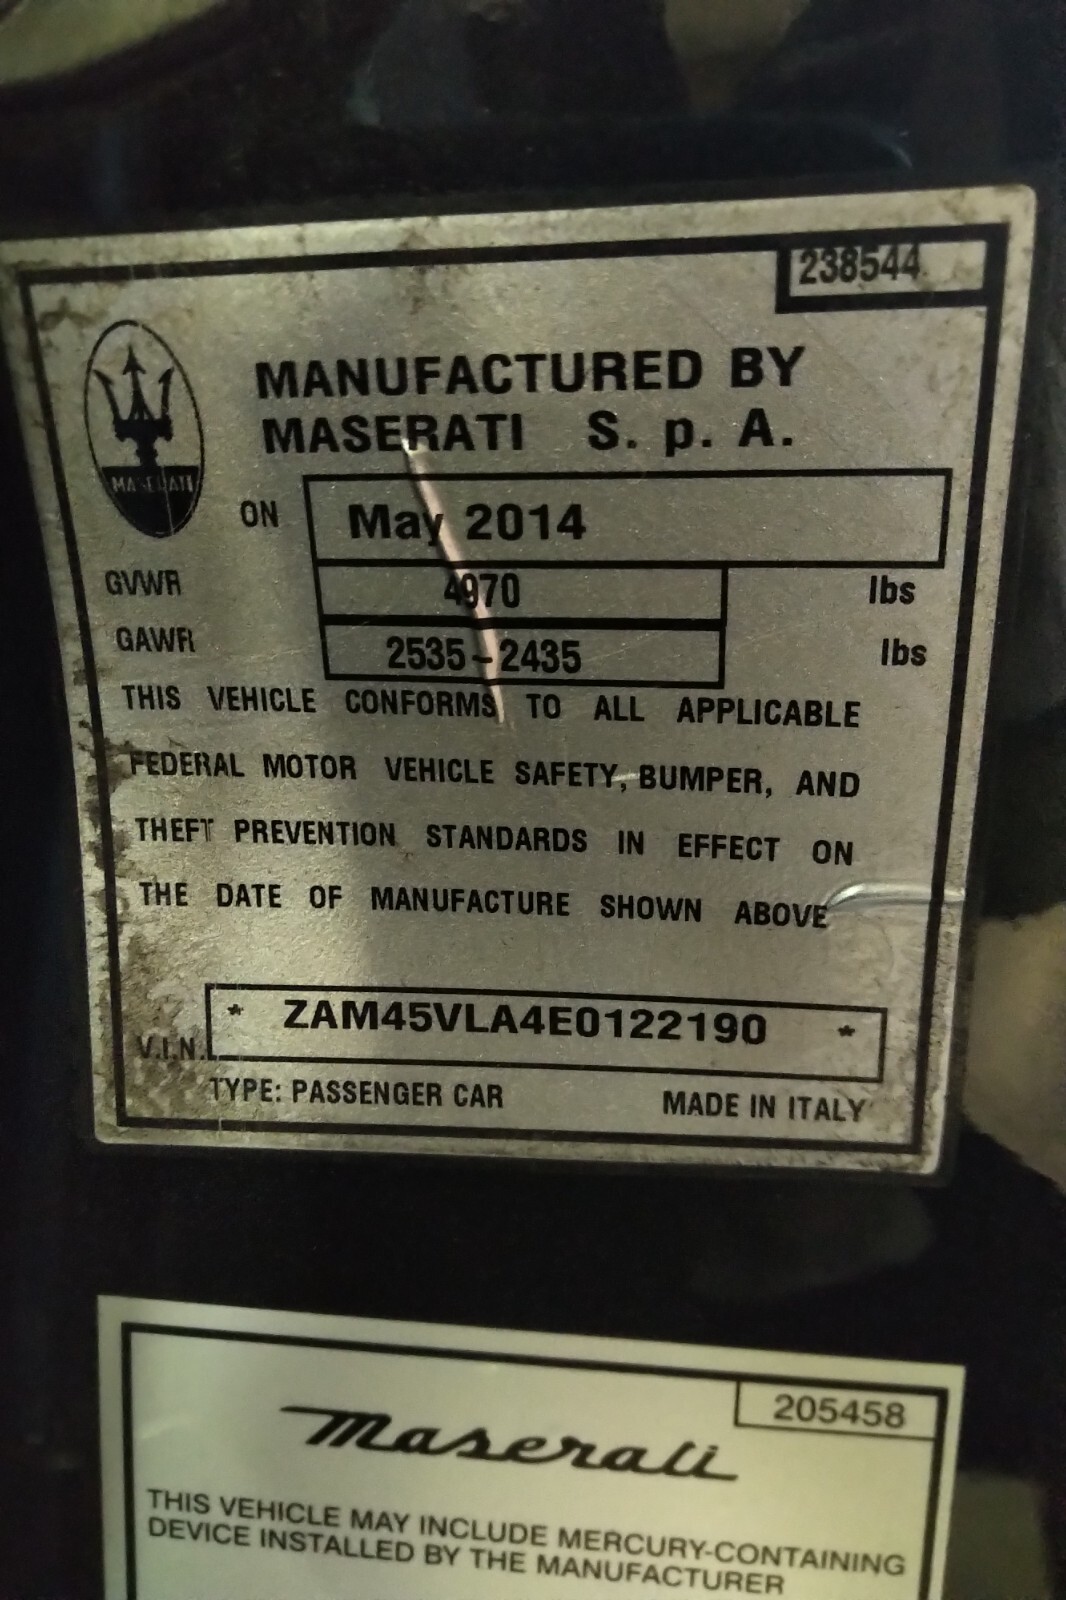 238544
MANUFACTURED BY
MASERATI S. p. A.
MASERATI
ON May 2014
GVWR 4970 lbs
GAWR 2535-2435 lbs
THIS VEHICLE CONFORMS TO ALL APPLICABLE
FEDERAL MOTOR VEHICLE SAFETY, BUMPER, AND
THEFT PREVENTION STANDARDS IN EFFECT ON
THE DATE OF MANUFACTURE SHOWN ABOVE
V.I.N. * ZAM45VLA4E0122190 *
TYPE: PASSENGER CAR MADE IN ITALY
205458
Maserati
THIS VEHICLE MAY INCLUDE MERCURY-CONTAINING
DEVICE INSTALLED BY THE MANUFACTURER